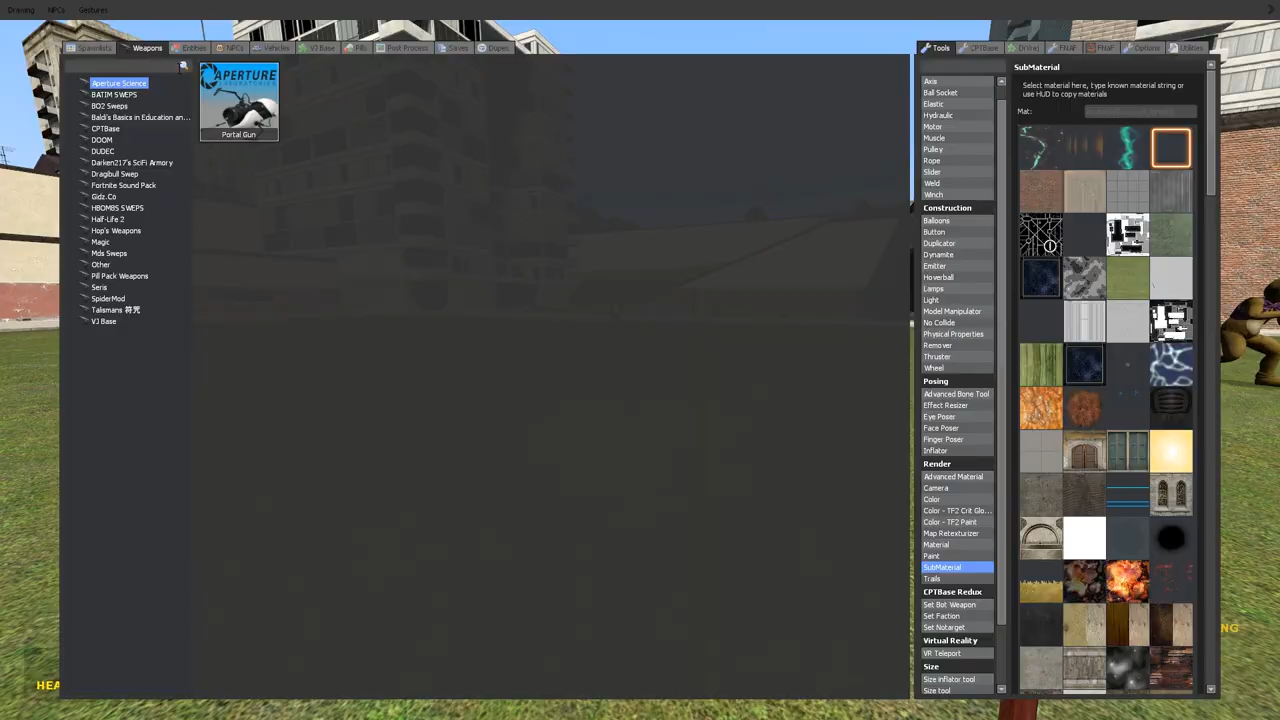 Drawing NPCs Gestures
Spawnlists Weapons Entities NPCs Vehicles VJ Base Pills Post Process Saves Dupes
Aperture Science
BATIM SWEPS
BO2 Sweps
Baldi's Basics in Education an...
CPTBase
DOOM
DUDEC
Darken217's SciFi Armory
Dragibull Swep
Fortnite Sound Pack
Gidz.Co
HBOMBS SWEPS
Half-Life 2
Hop's Weapons
Magic
Mds Sweps
Other
Pill Pack Weapons
Seris
SpiderMod
Talismans 符咒
VJ Base
APERTURE
LABORATORIES
Portal Gun
Tools CPTBase DrVrej FNAF FNaF Options Utilities
Axis
Ball Socket
Elastic
Hydraulic
Motor
Muscle
Pulley
Rope
Slider
Weld
Winch
Construction
Balloons
Button
Duplicator
Dynamite
Emitter
Hoverball
Lamps
Light
Model Manipulator
No Collide
Physical Properties
Remover
Thruster
Wheel
Posing
Advanced Bone Tool
Effect Resizer
Eye Poser
Face Poser
Finger Poser
Inflator
Render
Advanced Material
Camera
Color
Color - TF2 Crit Glo...
Color - TF2 Paint
Map Retexturizer
Material
Paint
SubMaterial
Trails
CPTBase Redux
Set Bot Weapon
Set Faction
Set Notarget
Virtual Reality
VR Teleport
Size
Size inflator tool
Size tool
SubMaterial
Select material here, type known material string or
use HUD to copy materials
Mat:
HEA
NG